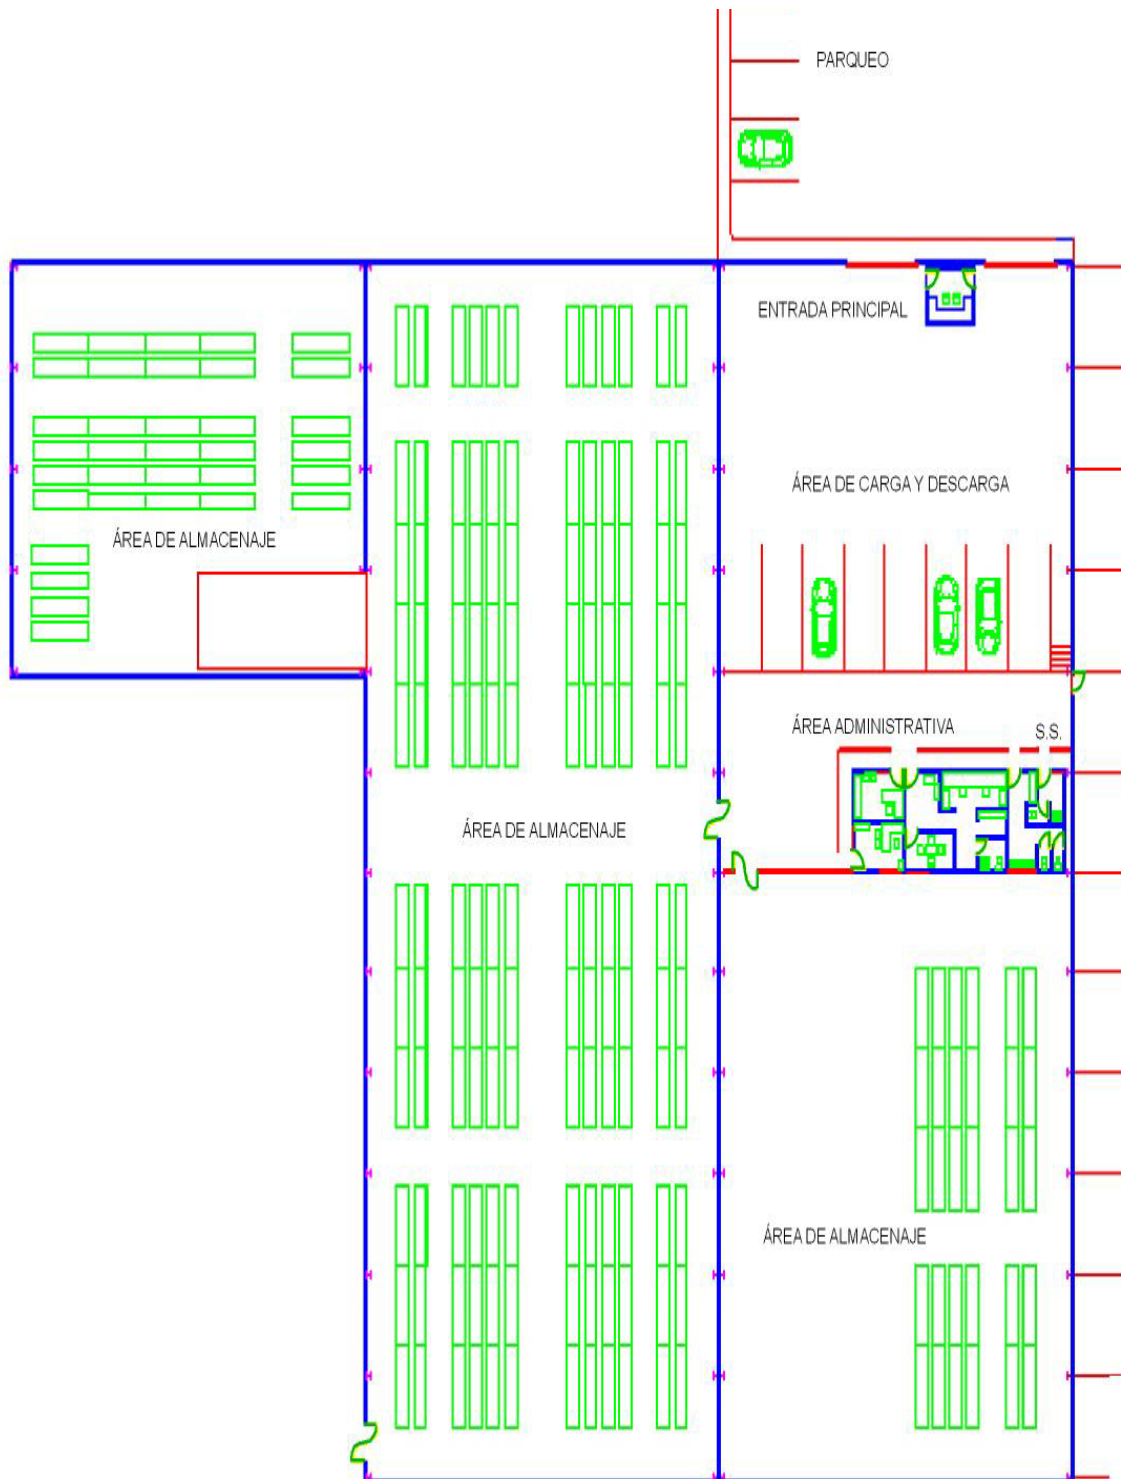 PARQUEO
ENTRADA PRINCIPAL
ÁREA DE CARGA Y DESCARGA
ÁREA DE ALMACENAJE
ÁREA ADMINISTRATIVA
S.S.
ÁREA DE ALMACENAJE
ÁREA DE ALMACENAJE